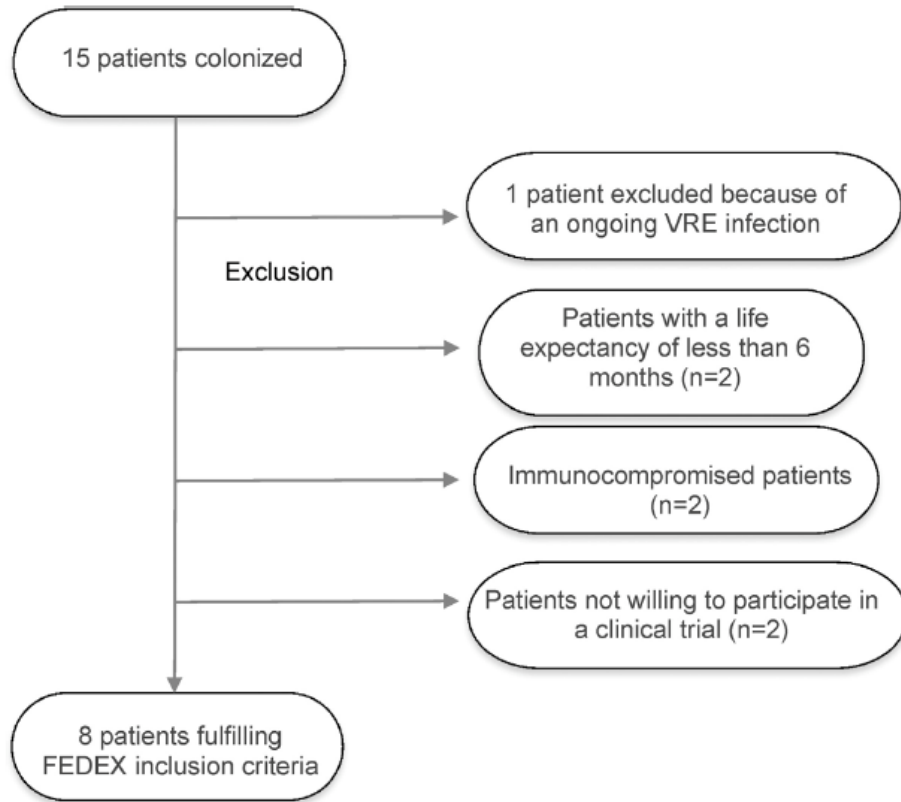 15 patients colonized
1 patient excluded because of
an ongoing VRE infection
Exclusion
Patients with a life
expectancy of less than 6
months (n=2)
Immunocompromised patients
(n=2)
Patients not willing to participate in
a clinical trial (n=2)
8 patients fulfilling
FEDEX inclusion criteria